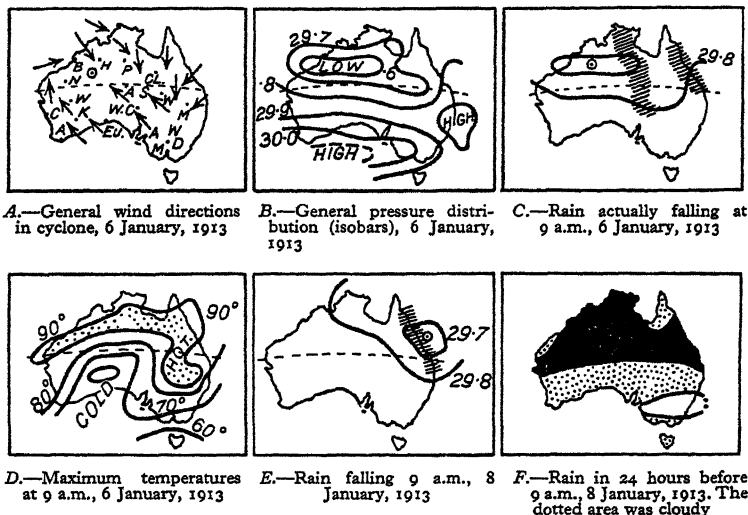 B H
N P
CL.
A S W
W W.C
C K M
A Eu. A W
M D
A.—General wind directions
in cyclone, 6 January, 1913
29.7
LOW
.8 6
29.9
30.0
HIGH
HIGH
B.—General pressure distri-
bution (isobars), 6 January,
1913
29.8
C.—Rain actually falling at
9 a.m., 6 January, 1913
90°
90°
HOT
80°
COLD
70°
60°
D.—Maximum temperatures
at 9 a.m., 6 January, 1913
29.7
29.8
E.—Rain falling 9 a.m., 8
January, 1913
F.—Rain in 24 hours before
9 a.m., 8 January, 1913. The
dotted area was cloudy